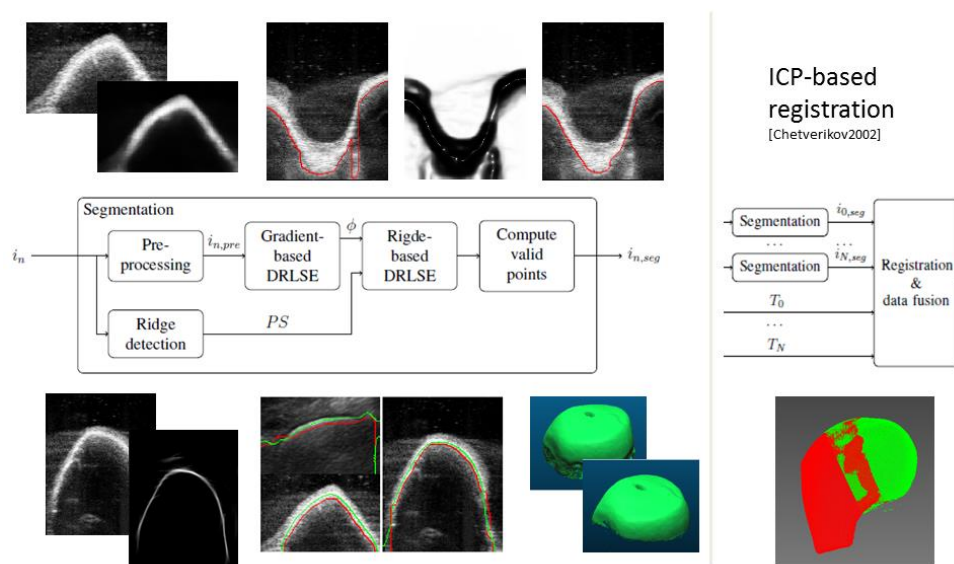 ICP-based
registration
[Chetverikov2002]
Segmentation
i_n
Pre-
processing
i_{n,pre}
Gradient-
based
DRLSE
ϕ
Rigde-
based
DRLSE
Compute
valid
points
i_{n,seg}
Ridge
detection
PS
Segmentation
i_{0,seg}
... ...
Segmentation
i_{N,seg}
T_0
...
T_N
Registration
&
data fusion